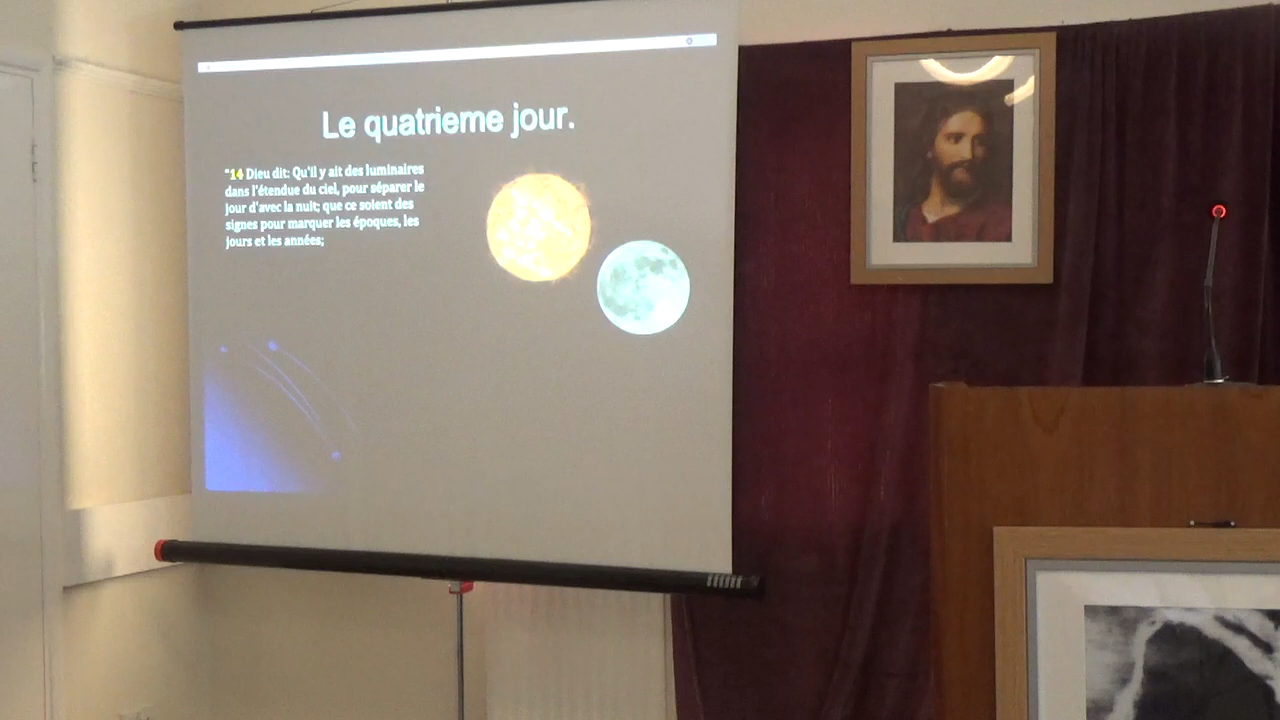 Le quatrieme jour.
"14 Dieu dit: Qu'il y ait des luminaires
dans l'étendue du ciel, pour séparer le
jour d'avec la nuit; que ce soient des
signes pour marquer les époques, les
jours et les années;